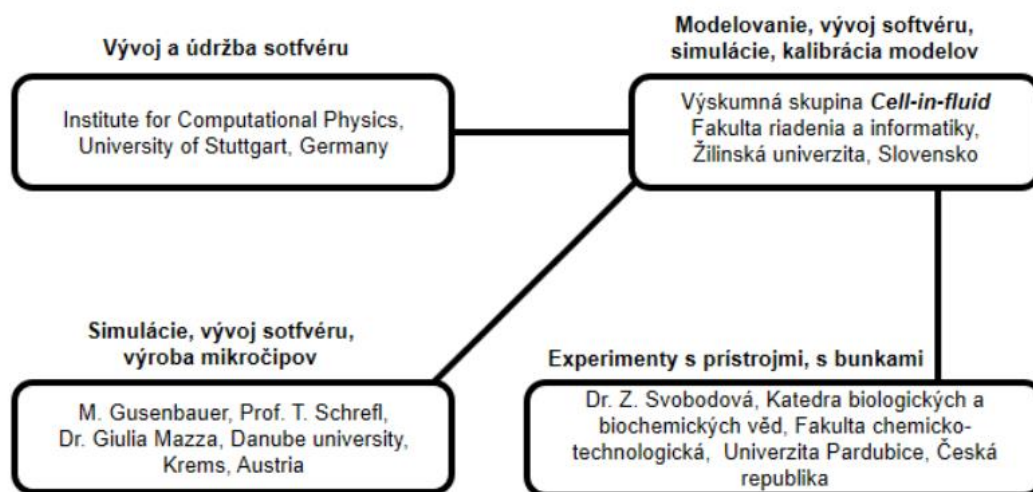 Vývoj a údržba sotfvéru
Institute for Computational Physics,
University of Stuttgart, Germany
Modelovanie, vývoj softvéru,
simulácie, kalibrácia modelov
Výskumná skupina Cell-in-fluid
Fakulta riadenia a informatiky,
Žilinská univerzita, Slovensko
Simulácie, vývoj sotfvéru,
výroba mikročipov
M. Gusenbauer, Prof. T. Schrefl,
Dr. Giulia Mazza, Danube university,
Krems, Austria
Experimenty s prístrojmi, s bunkami
Dr. Z. Svobodová, Katedra biologických a
biochemických věd, Fakulta chemicko-
technologická, Univerzita Pardubice, Česká
republika